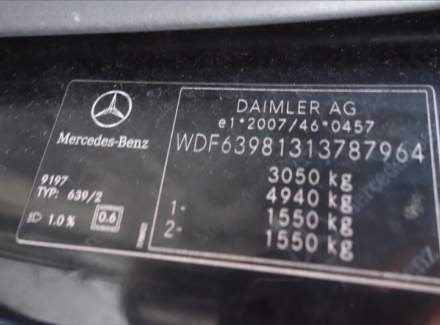 DAIMLER AG
e1*2007/46*0457
WDF63981313787964
3050 kg
4940 kg
1- 1550 kg
2- 1550 kg
Mercedes-Benz
9197
TYP: 639/2
1.0 % 0.6